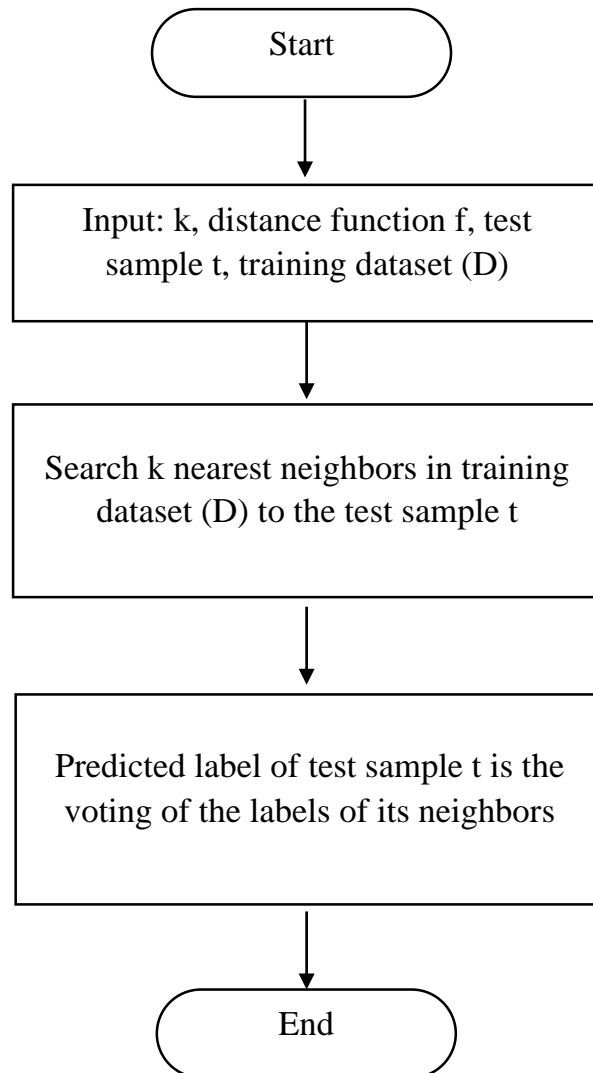 Start
Input: k, distance function f, test
sample t, training dataset (D)
Search k nearest neighbors in training
dataset (D) to the test sample t
Predicted label of test sample t is the
voting of the labels of its neighbors
End